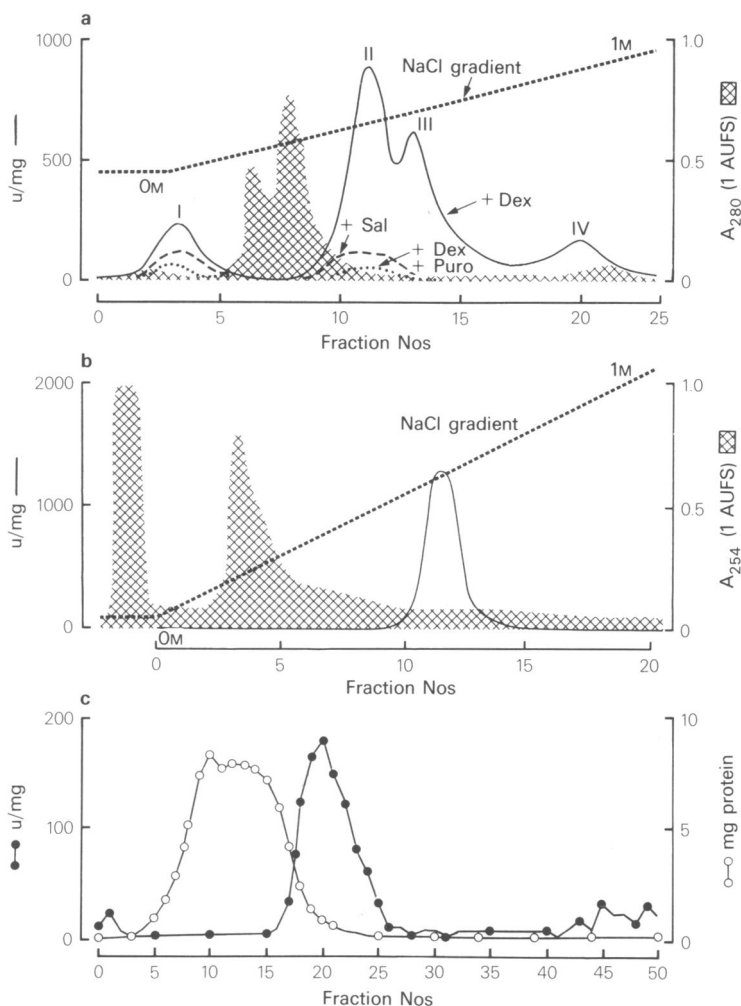 a
1000
500
0
u/mg
I
II
III
IV
NaCl gradient
1M
0M
+ Sal
+ Dex
+ Puro
+ Dex
1.0
0.5
0
A280 (1 AUFS)
0 5 10 15 20 25
Fraction Nos
b
2000
1000
0
u/mg
NaCl gradient
1M
0M
1.0
0.5
0
A254 (1 AUFS)
0 5 10 15 20
Fraction Nos
c
200
100
0
u/mg
10
5
0
mg protein
0 5 10 15 20 25 30 35 40 45 50
Fraction Nos